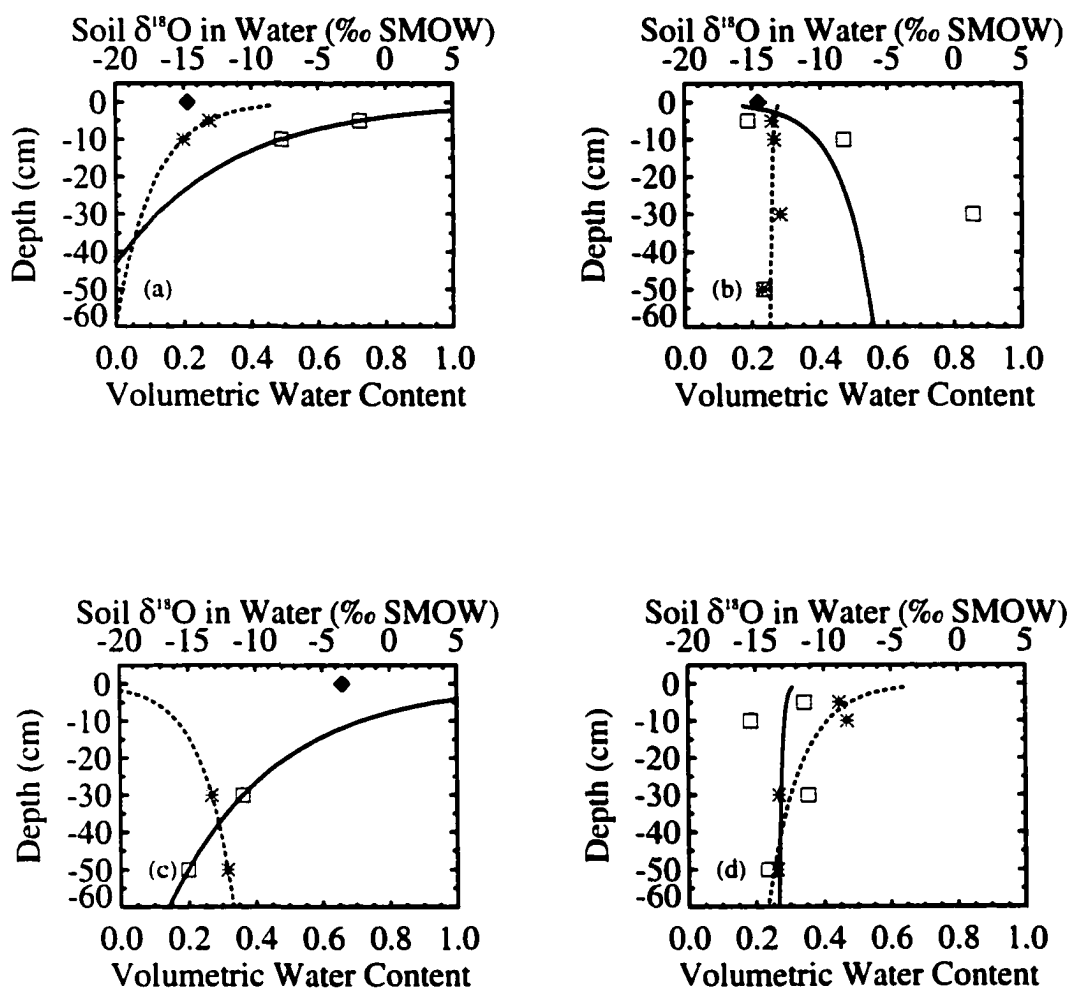 Soil δ¹⁸O in Water (‰ SMOW)
-20 -15 -10 -5 0 5
Depth (cm)
0
-10
-20
-30
-40
-50
-60
(a)
0.0 0.2 0.4 0.6 0.8 1.0
Volumetric Water Content
Soil δ¹⁸O in Water (‰ SMOW)
-20 -15 -10 -5 0 5
Depth (cm)
0
-10
-20
-30
-40
-50
-60
(b)
0.0 0.2 0.4 0.6 0.8 1.0
Volumetric Water Content
Soil δ¹⁸O in Water (‰ SMOW)
-20 -15 -10 -5 0 5
Depth (cm)
0
-10
-20
-30
-40
-50
-60
(c)
0.0 0.2 0.4 0.6 0.8 1.0
Volumetric Water Content
Soil δ¹⁸O in Water (‰ SMOW)
-20 -15 -10 -5 0 5
Depth (cm)
0
-10
-20
-30
-40
-50
-60
(d)
0.0 0.2 0.4 0.6 0.8 1.0
Volumetric Water Content